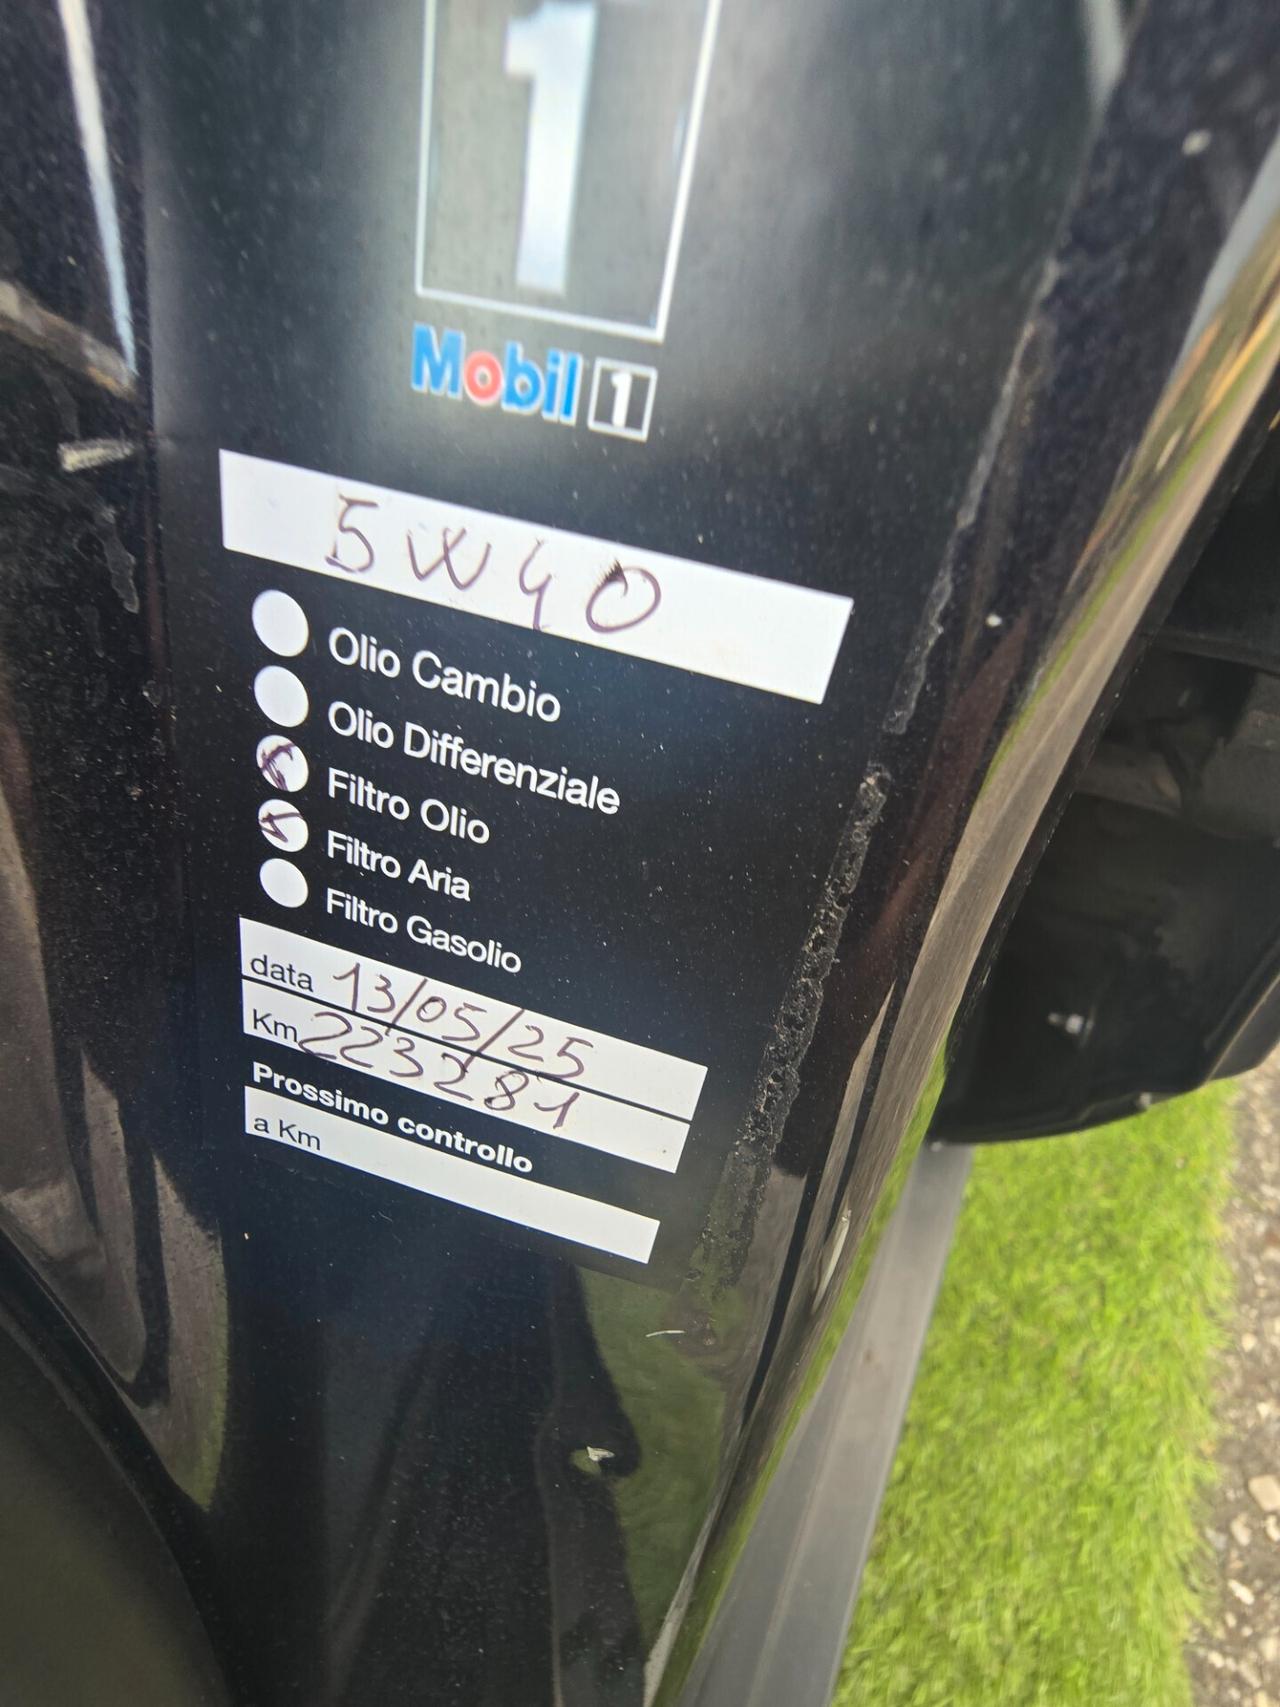 1
Mobil 1
5W40
Olio Cambio
Olio Differenziale
Filtro Olio
Filtro Aria
Filtro Gasolio
data 13/05/25
Km 223281
Prossimo controllo
a Km